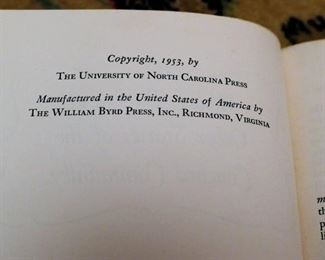 Copyright, 1953, by
THE UNIVERSITY OF NORTH CAROLINA PRESS
Manufactured in the United States of America by
THE WILLIAM BYRD PRESS, INC., RICHMOND, VIRGINIA